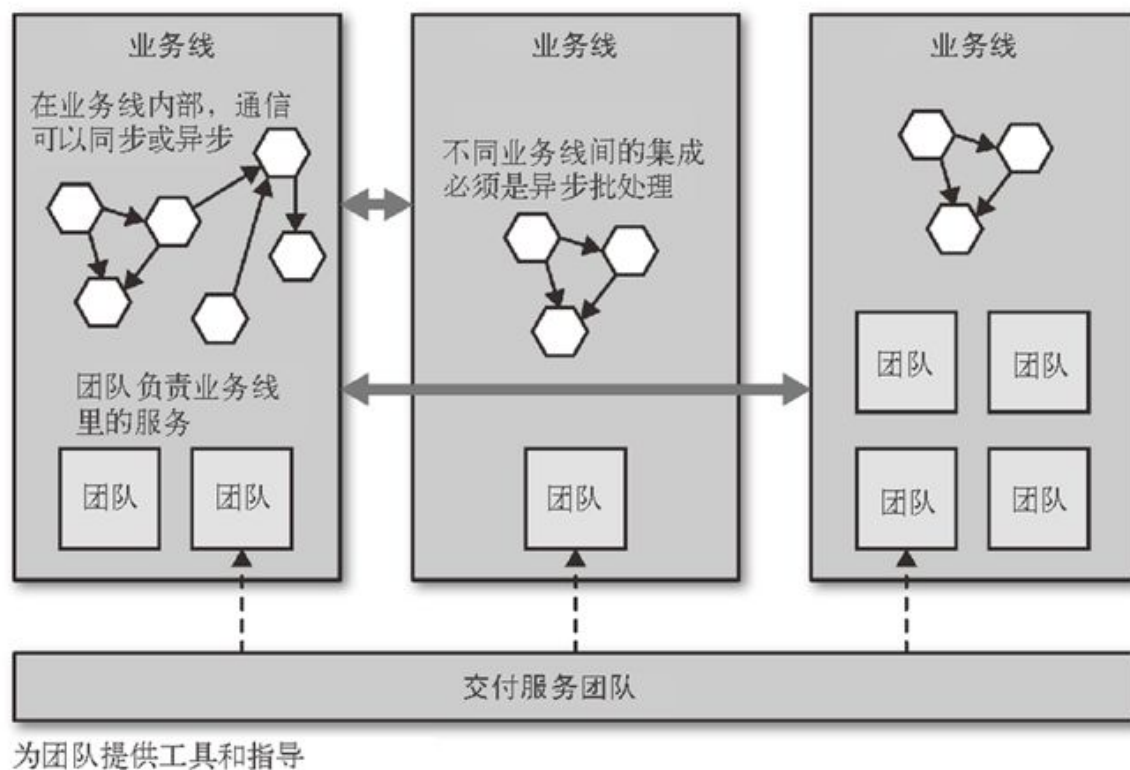 业务线
在业务线内部，通信
可以同步或异步
团队负责业务线
里的服务
团队
团队
业务线
不同业务线间的集成
必须是异步批处理
团队
业务线
团队
团队
团队
团队
交付服务团队
为团队提供工具和指导